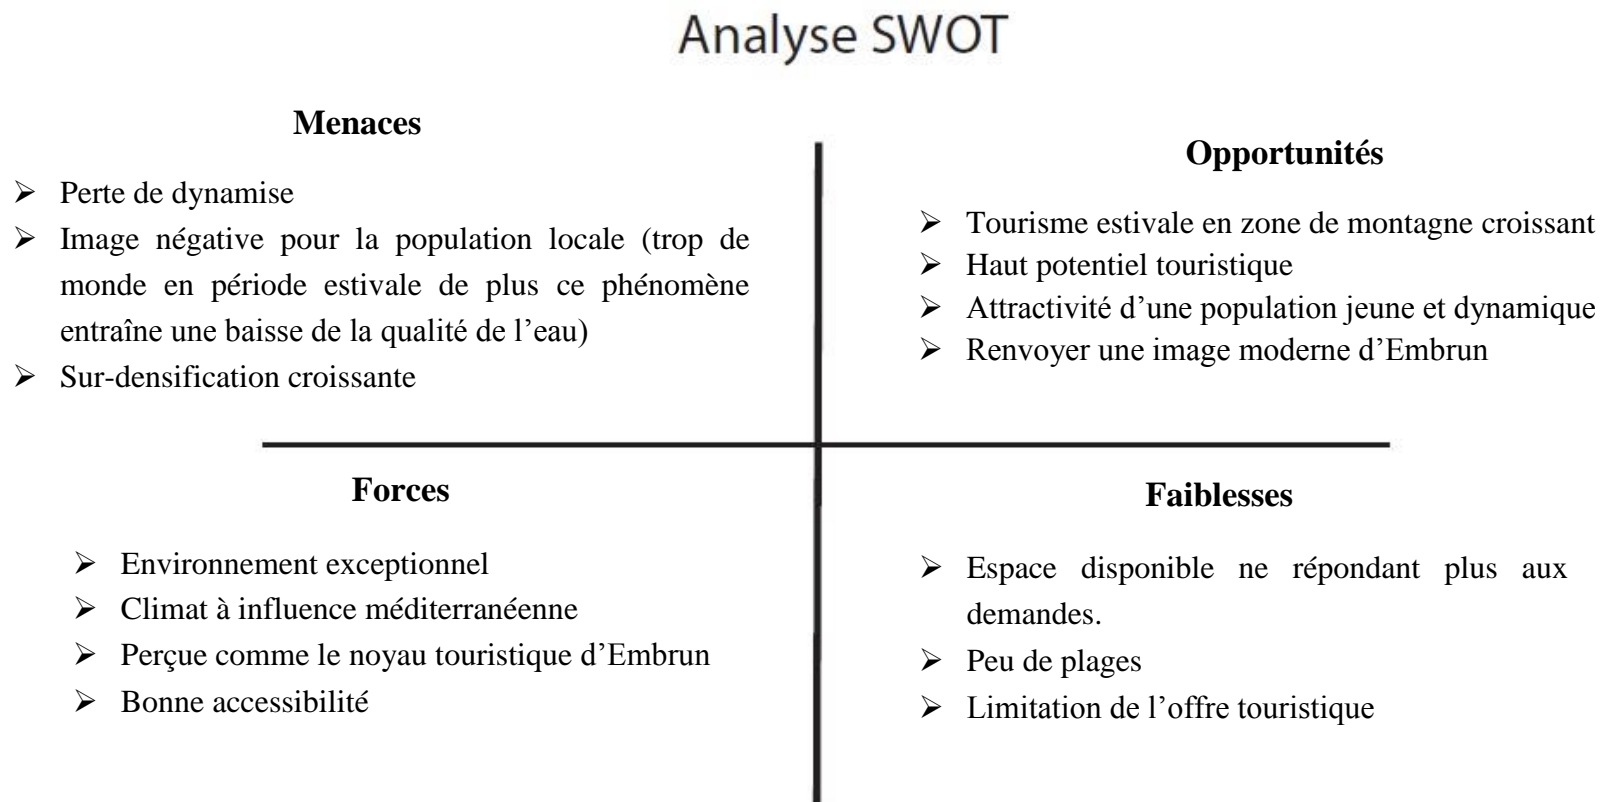 Analyse SWOT
Menaces
➢ Perte de dynamise
➢ Image négative pour la population locale (trop de
monde en période estivale de plus ce phénomène
entraîne une baisse de la qualité de l’eau)
➢ Sur-densification croissante
Opportunités
➢ Tourisme estivale en zone de montagne croissant
➢ Haut potentiel touristique
➢ Attractivité d’une population jeune et dynamique
➢ Renvoyer une image moderne d’Embrun
Forces
➢ Environnement exceptionnel
➢ Climat à influence méditerranéenne
➢ Perçue comme le noyau touristique d’Embrun
➢ Bonne accessibilité
Faiblesses
➢ Espace disponible ne répondant plus aux
demandes.
➢ Peu de plages
➢ Limitation de l’offre touristique